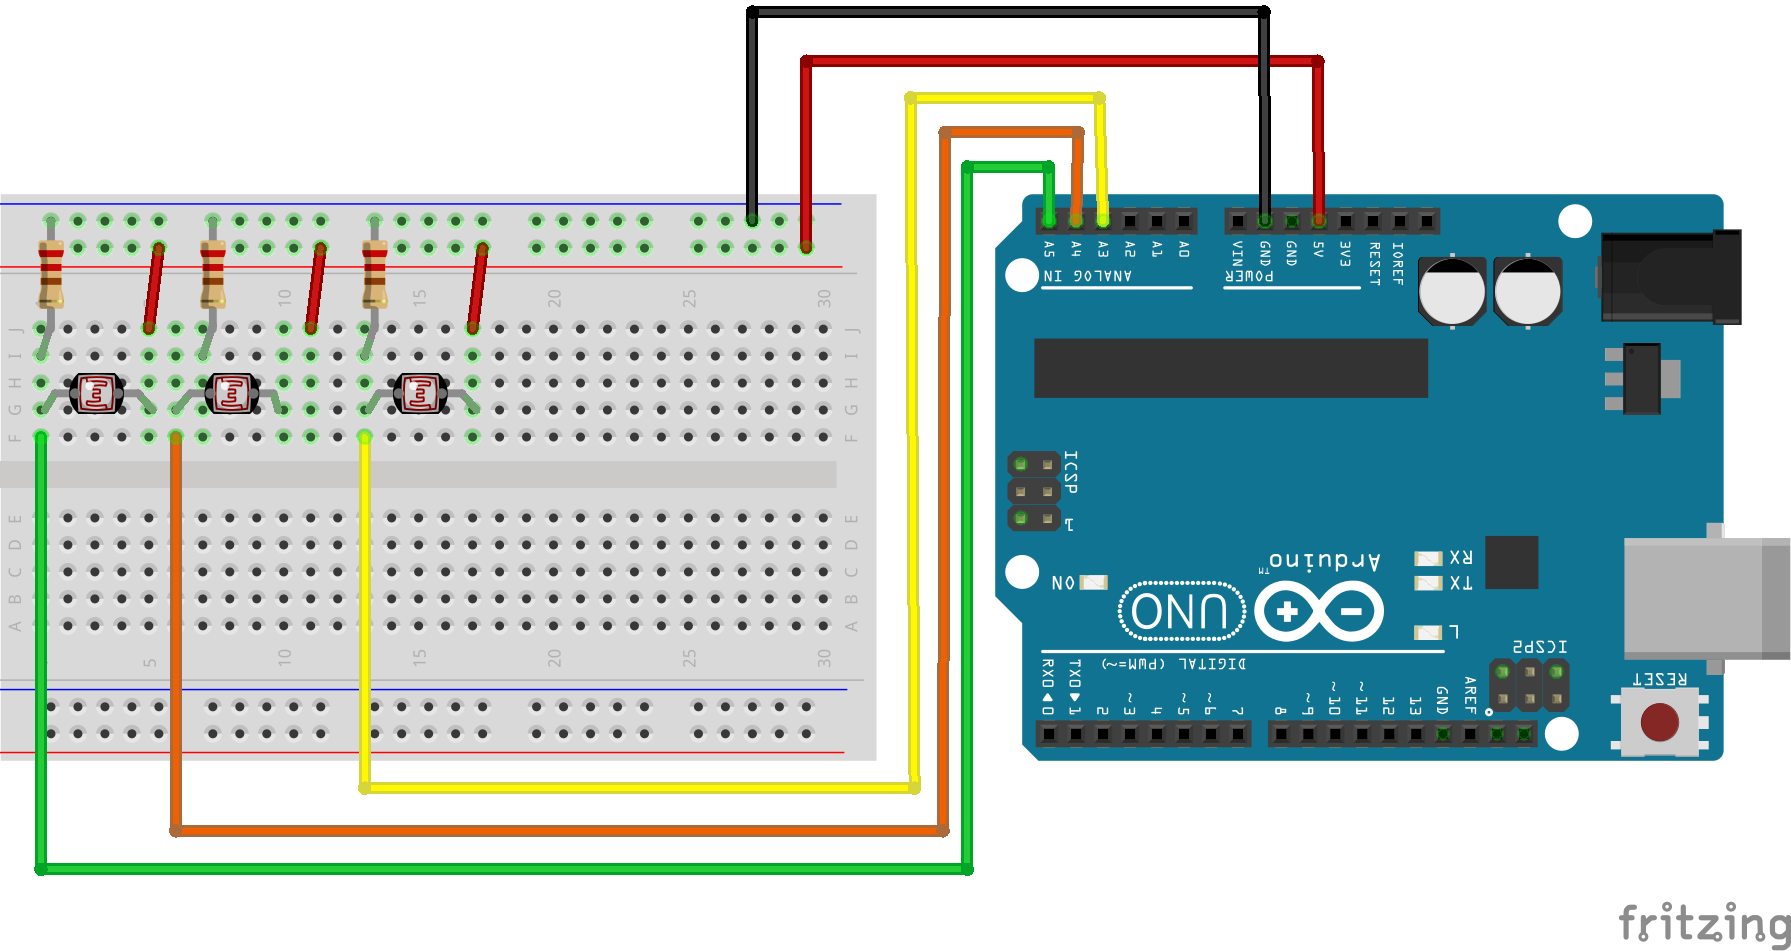 A5 A4 A3 A2 A1 A0 VIN GND GND 5V 3V3 RESET IOREF
ANALOG IN POWER
10 15 20 25 30
J J
I I
H H
G G
F F
E E
D D
C C
B B
A A
5 10 15 20 25 30
ICSP
1
Arduino
TM
ON
UNO
RX
TX
L
ICSP2
DIGITAL (PWM=~)
RX0 TX0
0 1 2 ~3 4 ~5 ~6 7 8 ~9 ~10 ~11 12 13 GND AREF
RESET
fritzing